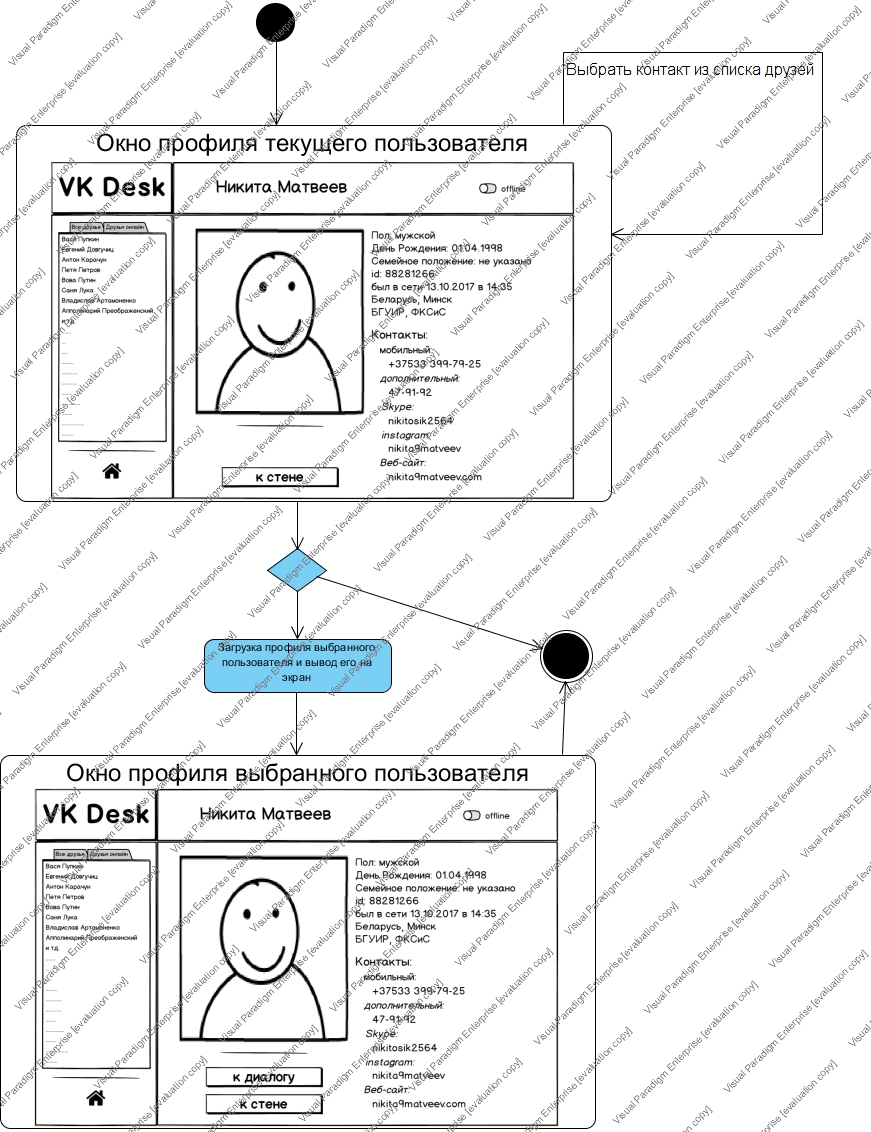 Выбрать контакт из списка друзей
Окно профиля текущего пользователя
VK Desk
Никита Матвеев
offline
Все друзья
Друзья онлайн
Вася Пупкин
Евгений Довгучиц
Антон Карачун
Петя Петров
Вова Путин
Саня Лука
Владислав Артамоненко
Апполинарий Преображенский
и тд
Пол: мужской
День Рождения: 01.04.1998
Семейное положение: не указано
id: 88281266
был в сети 13.10.2017 в 14:35
Беларусь, Минск
БГУИР, ФКСиС
Контакты:
мобильный:
+37533 399-79-25
дополнительный:
47-91-92
Skype:
nikitosik2564
instagram:
nikita9matveev
Веб-сайт:
nikita9matveev.com
к стене
Загрузка профиля выбранного
пользователя и вывод его на
экран
Окно профиля выбранного пользователя
VK Desk
Никита Матвеев
offline
Все друзья
Друзья онлайн
Вася Пупкин
Евгений Довгучиц
Антон Карачун
Петя Петров
Вова Путин
Саня Лука
Владислав Артамоненко
Апполинарий Преображенский
и тд
Пол: мужской
День Рождения: 01.04.1998
Семейное положение: не указано
id: 88281266
был в сети 13.10.2017 в 14:35
Беларусь, Минск
БГУИР, ФКСиС
Контакты:
мобильный:
+37533 399-79-25
дополнительный:
47-91-92
Skype:
nikitosik2564
instagram:
nikita9matveev
Веб-сайт:
nikita9matveev.com
к диалогу
к стене
Visual Paradigm Enterprise [evaluation copy]